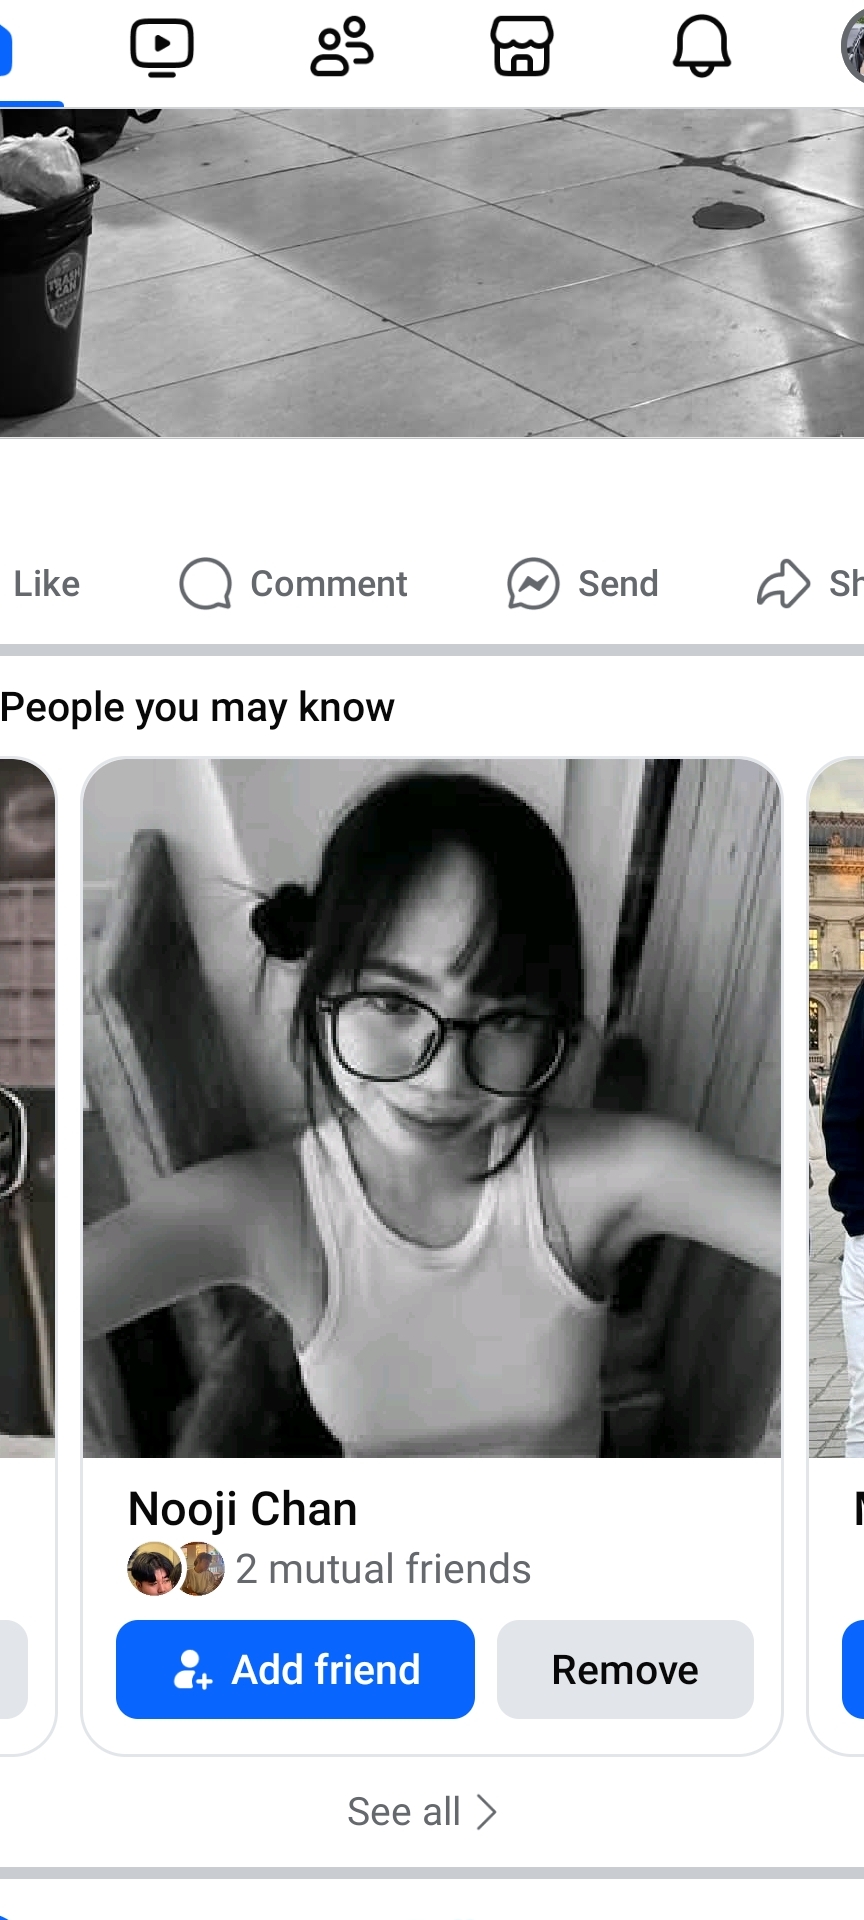 TRASH
CAN
Like
Comment
Send
Sh
People you may know
Nooji Chan
2 mutual friends
Add friend
Remove
See all